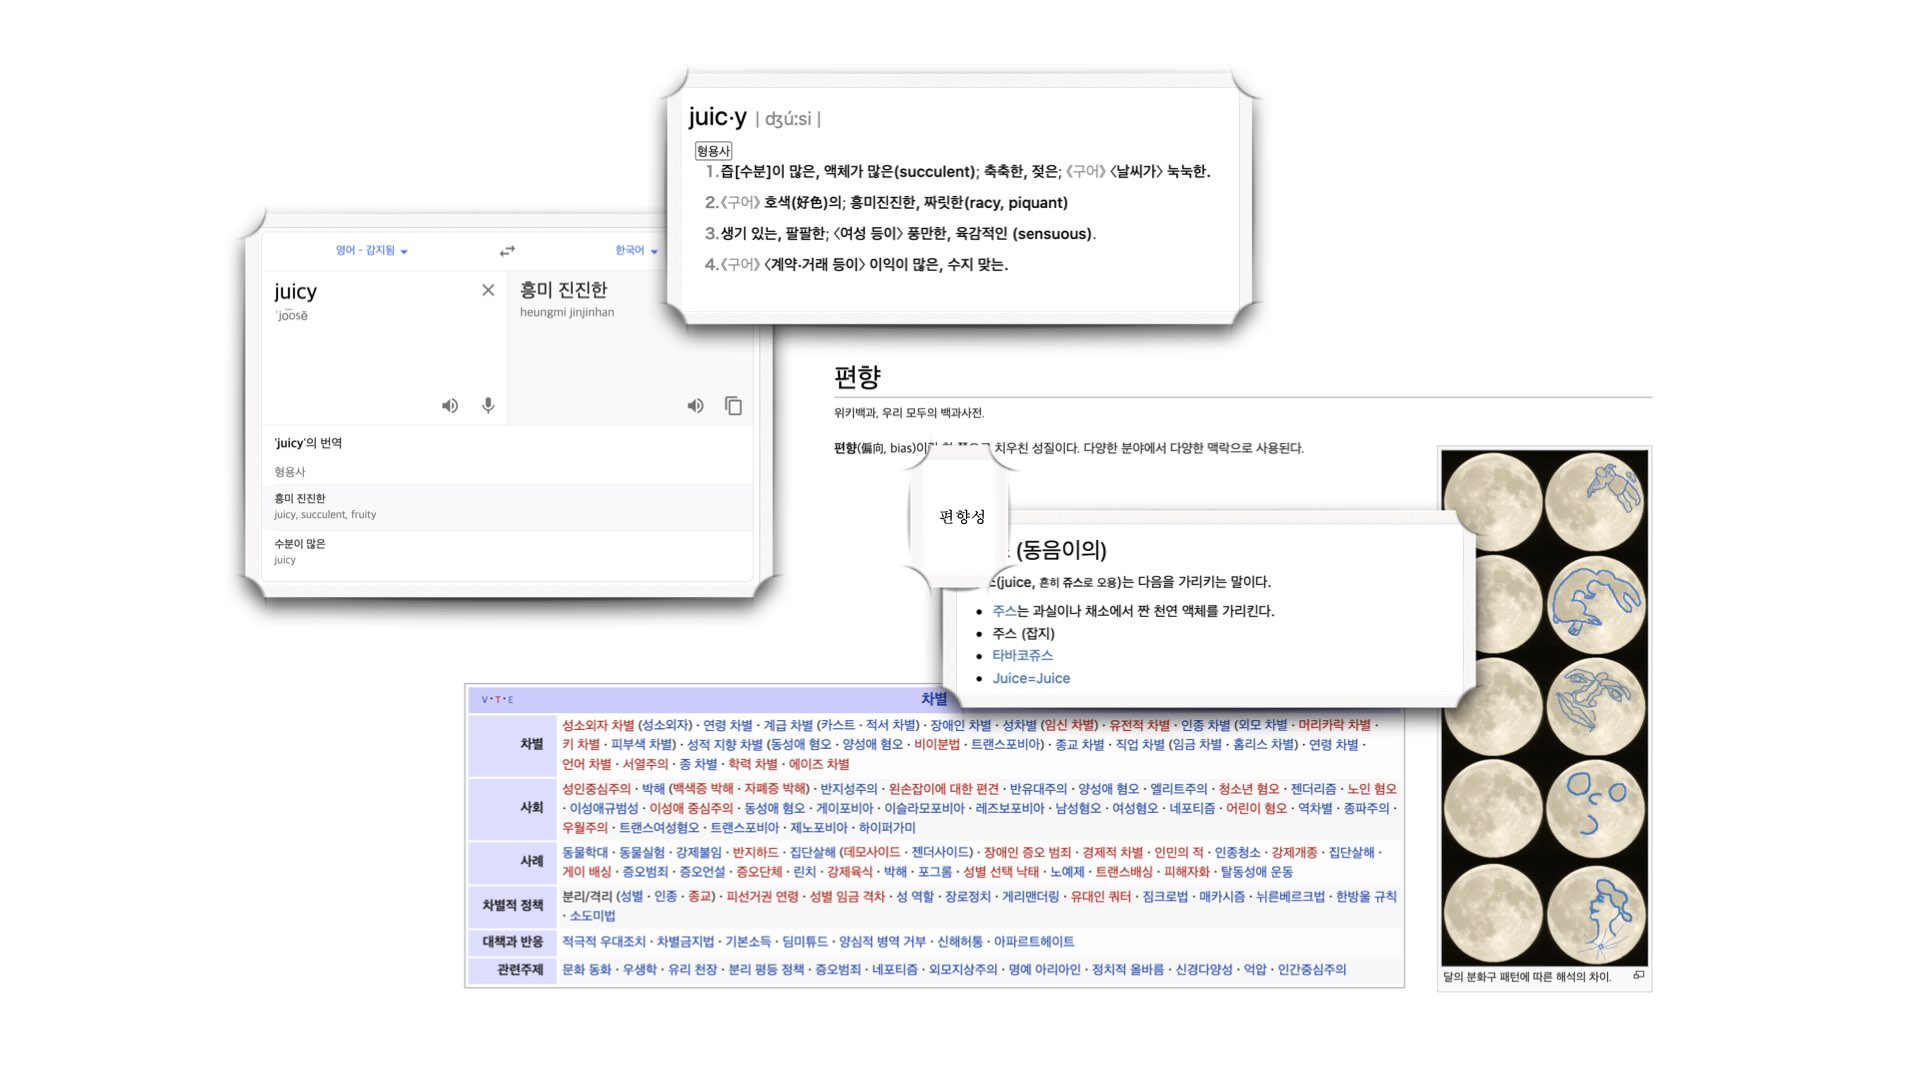 juic·y | dʒúːsi |
형용사
1.즙[수분]이 많은, 액체가 많은(succulent); 축축한, 젖은; 《구어》 〈날씨가〉 눅눅한.
2.《구어》 호색(好色)의; 흥미진진한, 짜릿한(racy, piquant)
3.생기 있는, 팔팔한; 〈여성 등이〉 풍만한, 육감적인 (sensuous).
4.《구어》 〈계약·거래 등이〉 이익이 많은, 수지 맞는.
영어 - 감지됨
한국어
juicy
ˈjo͞osē
흥미 진진한
heungmi jinjinhan
'juicy'의 번역
형용사
흥미 진진한
juicy, succulent, fruity
수분이 많은
juicy
편향
위키백과, 우리 모두의 백과사전.
편향(偏向, bias)이란 치우친 성질이다. 다양한 분야에서 다양한 맥락으로 사용된다.
편향성
(동음이의)
(juice, 흔히 쥬스로 오용)는 다음을 가리키는 말이다.
• 주스는 과실이나 채소에서 짠 천연 액체를 가리킨다.
• 주스 (잡지)
• 타바코쥬스
• Juice=Juice
V · T · E
차별
차별
성소외자 차별 (성소외자) · 연령 차별 · 계급 차별 (카스트 · 적서 차별) · 장애인 차별 · 성차별 (임신 차별) · 유전적 차별 · 인종 차별 (외모 차별 · 머리카락 차별 ·
키 차별 · 피부색 차별) · 성적 지향 차별 (동성애 혐오 · 양성애 혐오 · 비이분법 · 트랜스포비아) · 종교 차별 · 직업 차별 (임금 차별 · 홈리스 차별) · 연령 차별 ·
언어 차별 · 서열주의 · 종 차별 · 학력 차별 · 에이즈 차별
사회
성인중심주의 · 박해 (백색증 박해 · 자폐증 박해) · 반지성주의 · 왼손잡이에 대한 편견 · 반유대주의 · 양성애 혐오 · 엘리트주의 · 청소년 혐오 · 젠더리즘 · 노인 혐오
· 이성애규범성 · 이성애 중심주의 · 동성애 혐오 · 게이포비아 · 이슬라모포비아 · 레즈보포비아 · 남성혐오 · 여성혐오 · 네포티즘 · 어린이 혐오 · 역차별 · 종파주의 ·
우월주의 · 트랜스여성혐오 · 트랜스포비아 · 제노포비아 · 하이퍼가미
사례
동물학대 · 동물실험 · 강제불임 · 반지하드 · 집단살해 (데모사이드 · 젠더사이드) · 장애인 증오 범죄 · 경제적 차별 · 인민의 적 · 인종청소 · 강제개종 · 집단살해 ·
게이 배싱 · 증오범죄 · 증오언설 · 증오단체 · 린치 · 강제육식 · 박해 · 포그롬 · 성별 선택 낙태 · 노예제 · 트랜스배싱 · 피해자화 · 탈동성애 운동
차별적 정책
분리/격리 (성별 · 인종 · 종교) · 피선거권 연령 · 성별 임금 격차 · 성 역할 · 장로정치 · 게리맨더링 · 유대인 쿼터 · 짐크로법 · 매카시즘 · 뉘른베르크법 · 한방울 규칙
· 소도미법
대책과 반응
적극적 우대조치 · 차별금지법 · 기본소득 · 딤미튜드 · 양심적 병역 거부 · 신해허통 · 아파르트헤이트
관련주제
문화 동화 · 우생학 · 유리 천장 · 분리 평등 정책 · 증오범죄 · 네포티즘 · 외모지상주의 · 명예 아리아인 · 정치적 올바름 · 신경다양성 · 억압 · 인간중심주의
달의 분화구 패턴에 따른 해석의 차이.